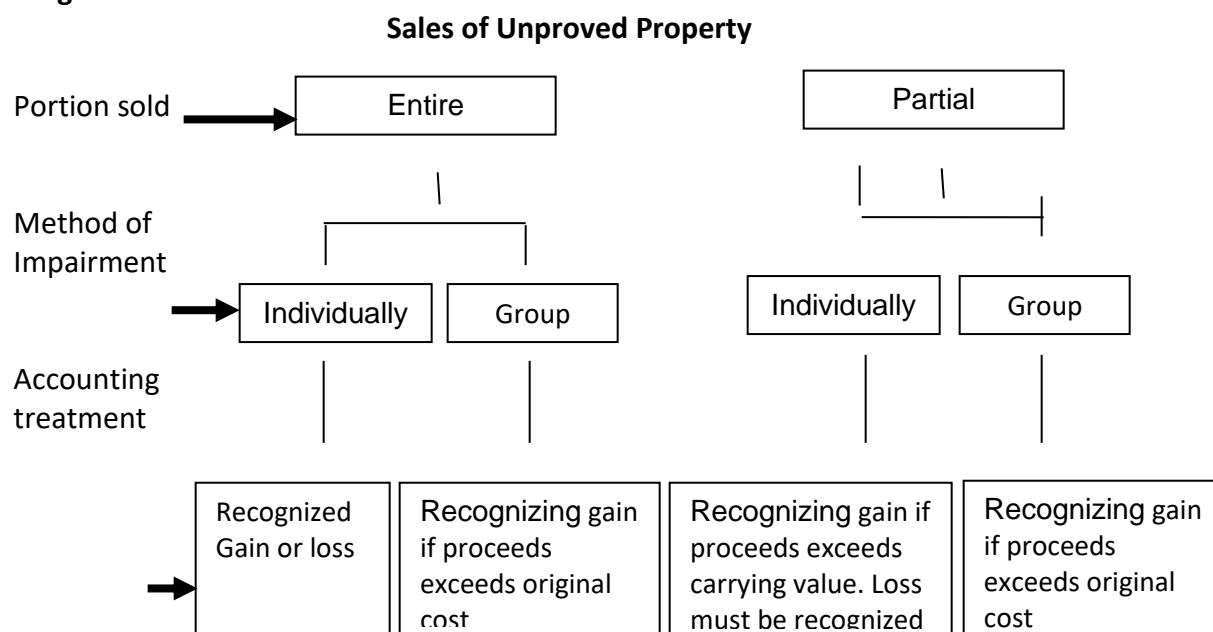 Sales of Unproved Property
Portion sold
Entire
Partial
Method of
Impairment
Individually
Group
Individually
Group
Accounting
treatment
Recognized
Gain or loss
Recognizing gain
if proceeds
exceeds original
cost
Recognizing gain if
proceeds exceeds
carrying value. Loss
must be recognized
Recognizing gain
if proceeds
exceeds original
cost